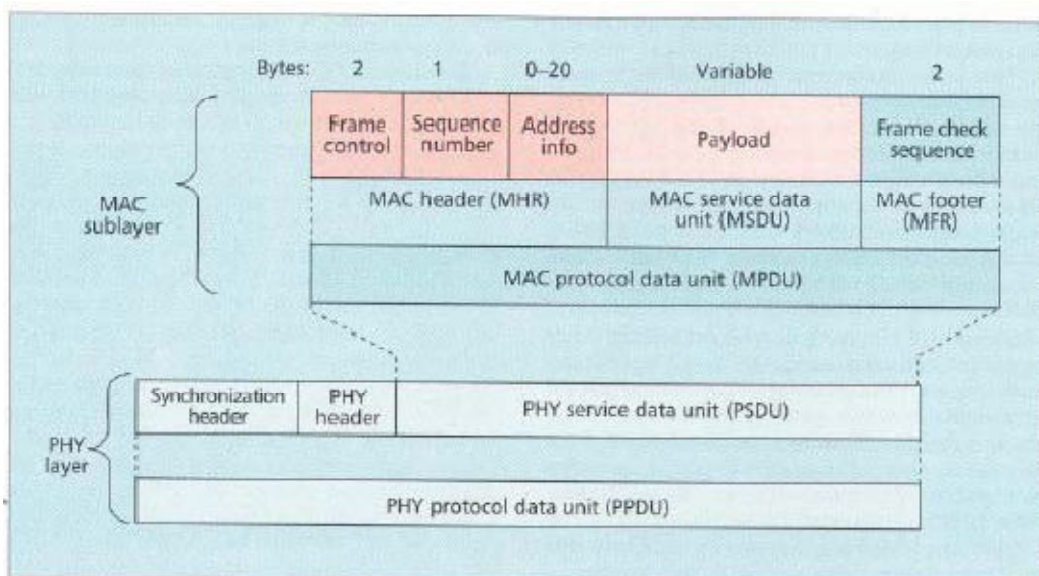 Bytes: 2 1 0–20 Variable 2
Frame control
Sequence number
Address info
Payload
Frame check sequence
MAC sublayer
MAC header (MHR)
MAC service data unit (MSDU)
MAC footer (MFR)
MAC protocol data unit (MPDU)
Synchronization header
PHY header
PHY service data unit (PSDU)
PHY layer
PHY protocol data unit (PPDU)